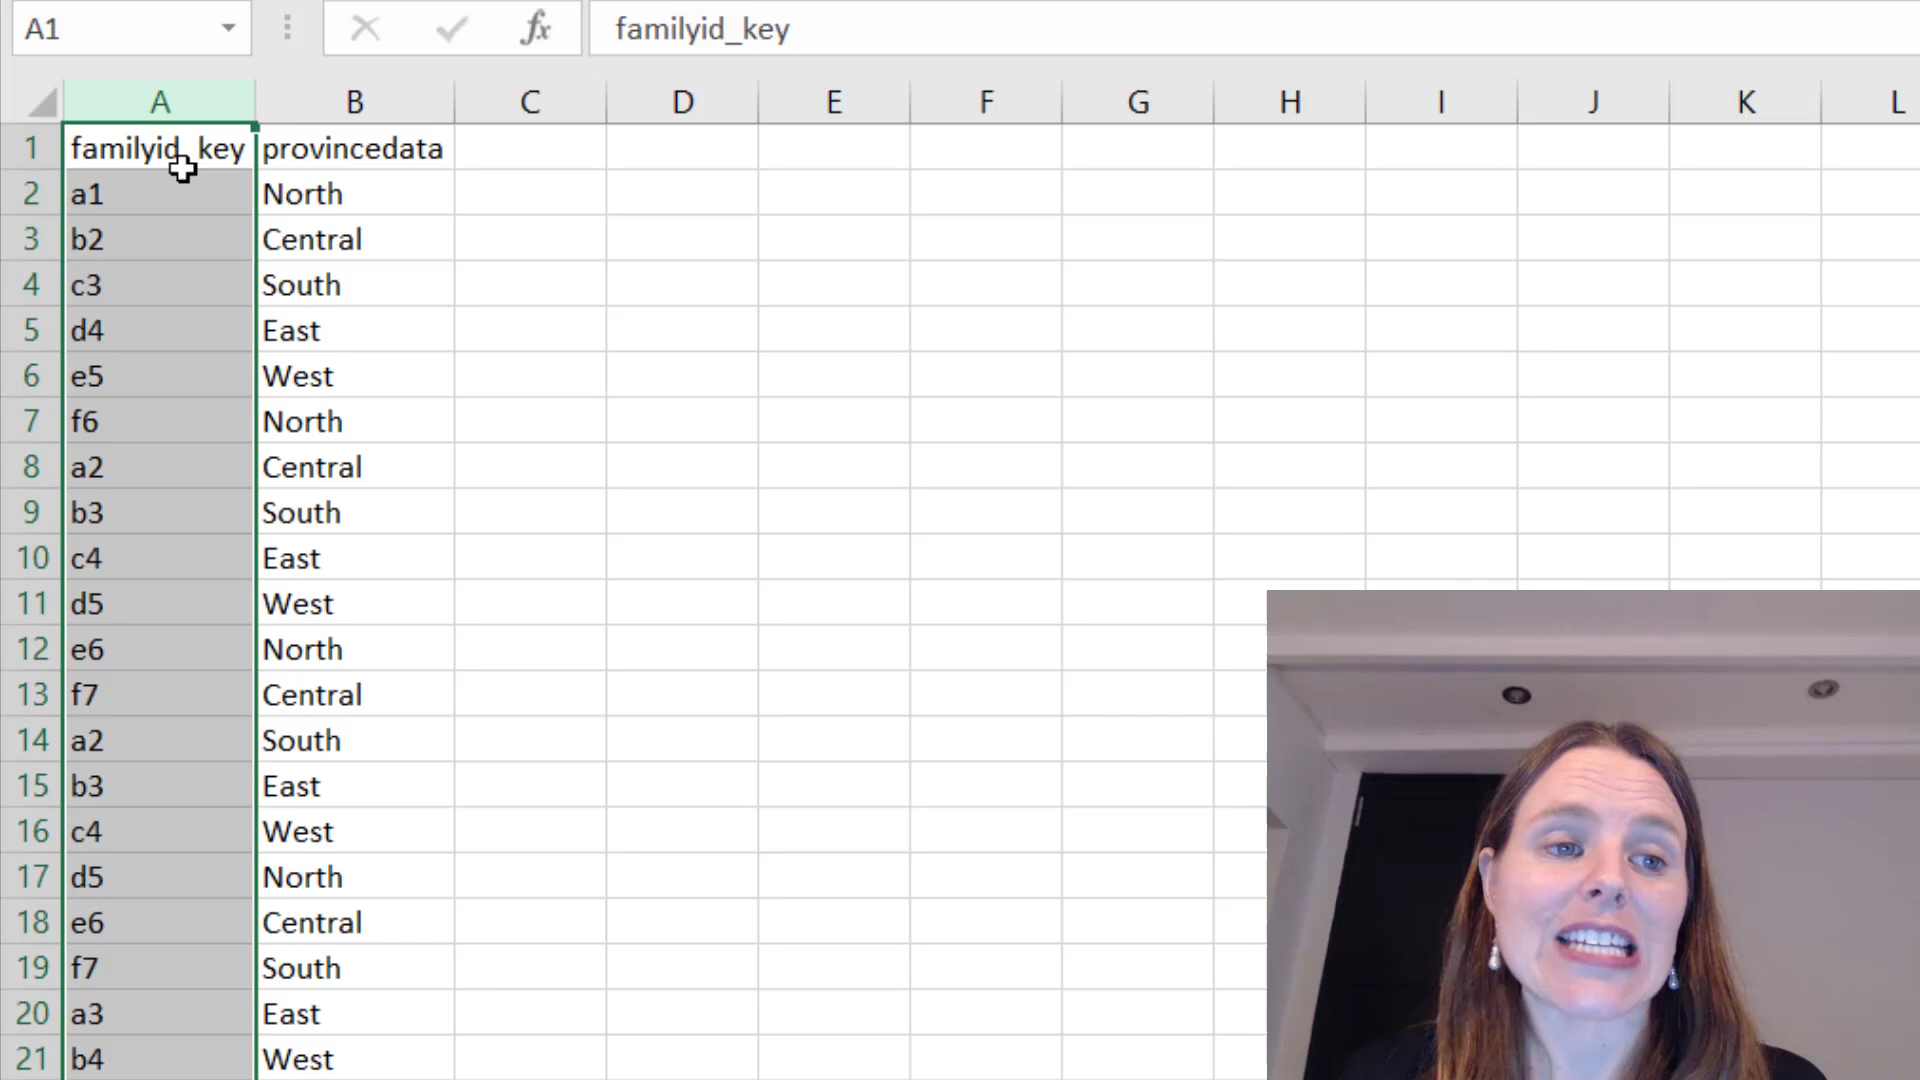 A1 fx familyid_key
A B C D E F G H I J K L
1 familyid_key provincedata
2 a1 North
3 b2 Central
4 c3 South
5 d4 East
6 e5 West
7 f6 North
8 a2 Central
9 b3 South
10 c4 East
11 d5 West
12 e6 North
13 f7 Central
14 a2 South
15 b3 East
16 c4 West
17 d5 North
18 e6 Central
19 f7 South
20 a3 East
21 b4 West